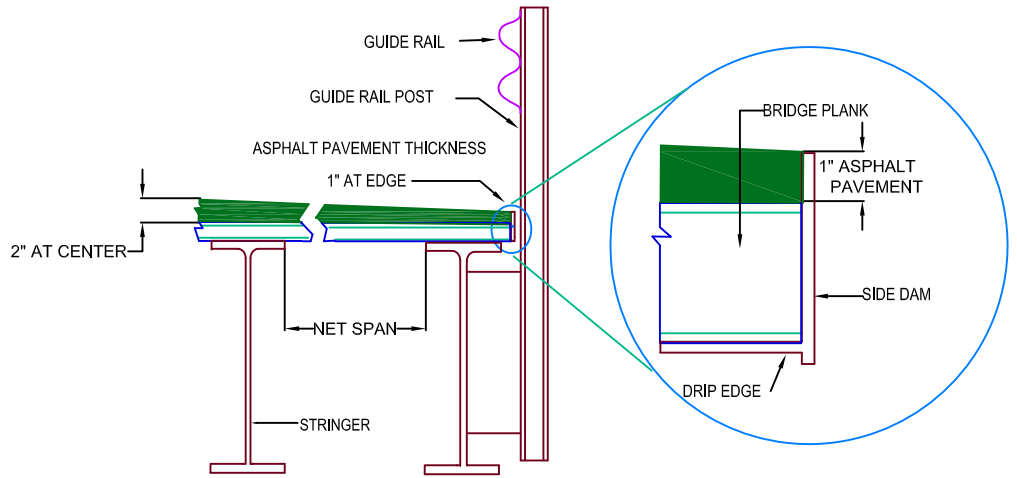 GUIDE RAIL
GUIDE RAIL POST
ASPHALT PAVEMENT THICKNESS
1" AT EDGE
2" AT CENTER
NET SPAN
STRINGER
BRIDGE PLANK
1" ASPHALT
PAVEMENT
SIDE DAM
DRIP EDGE